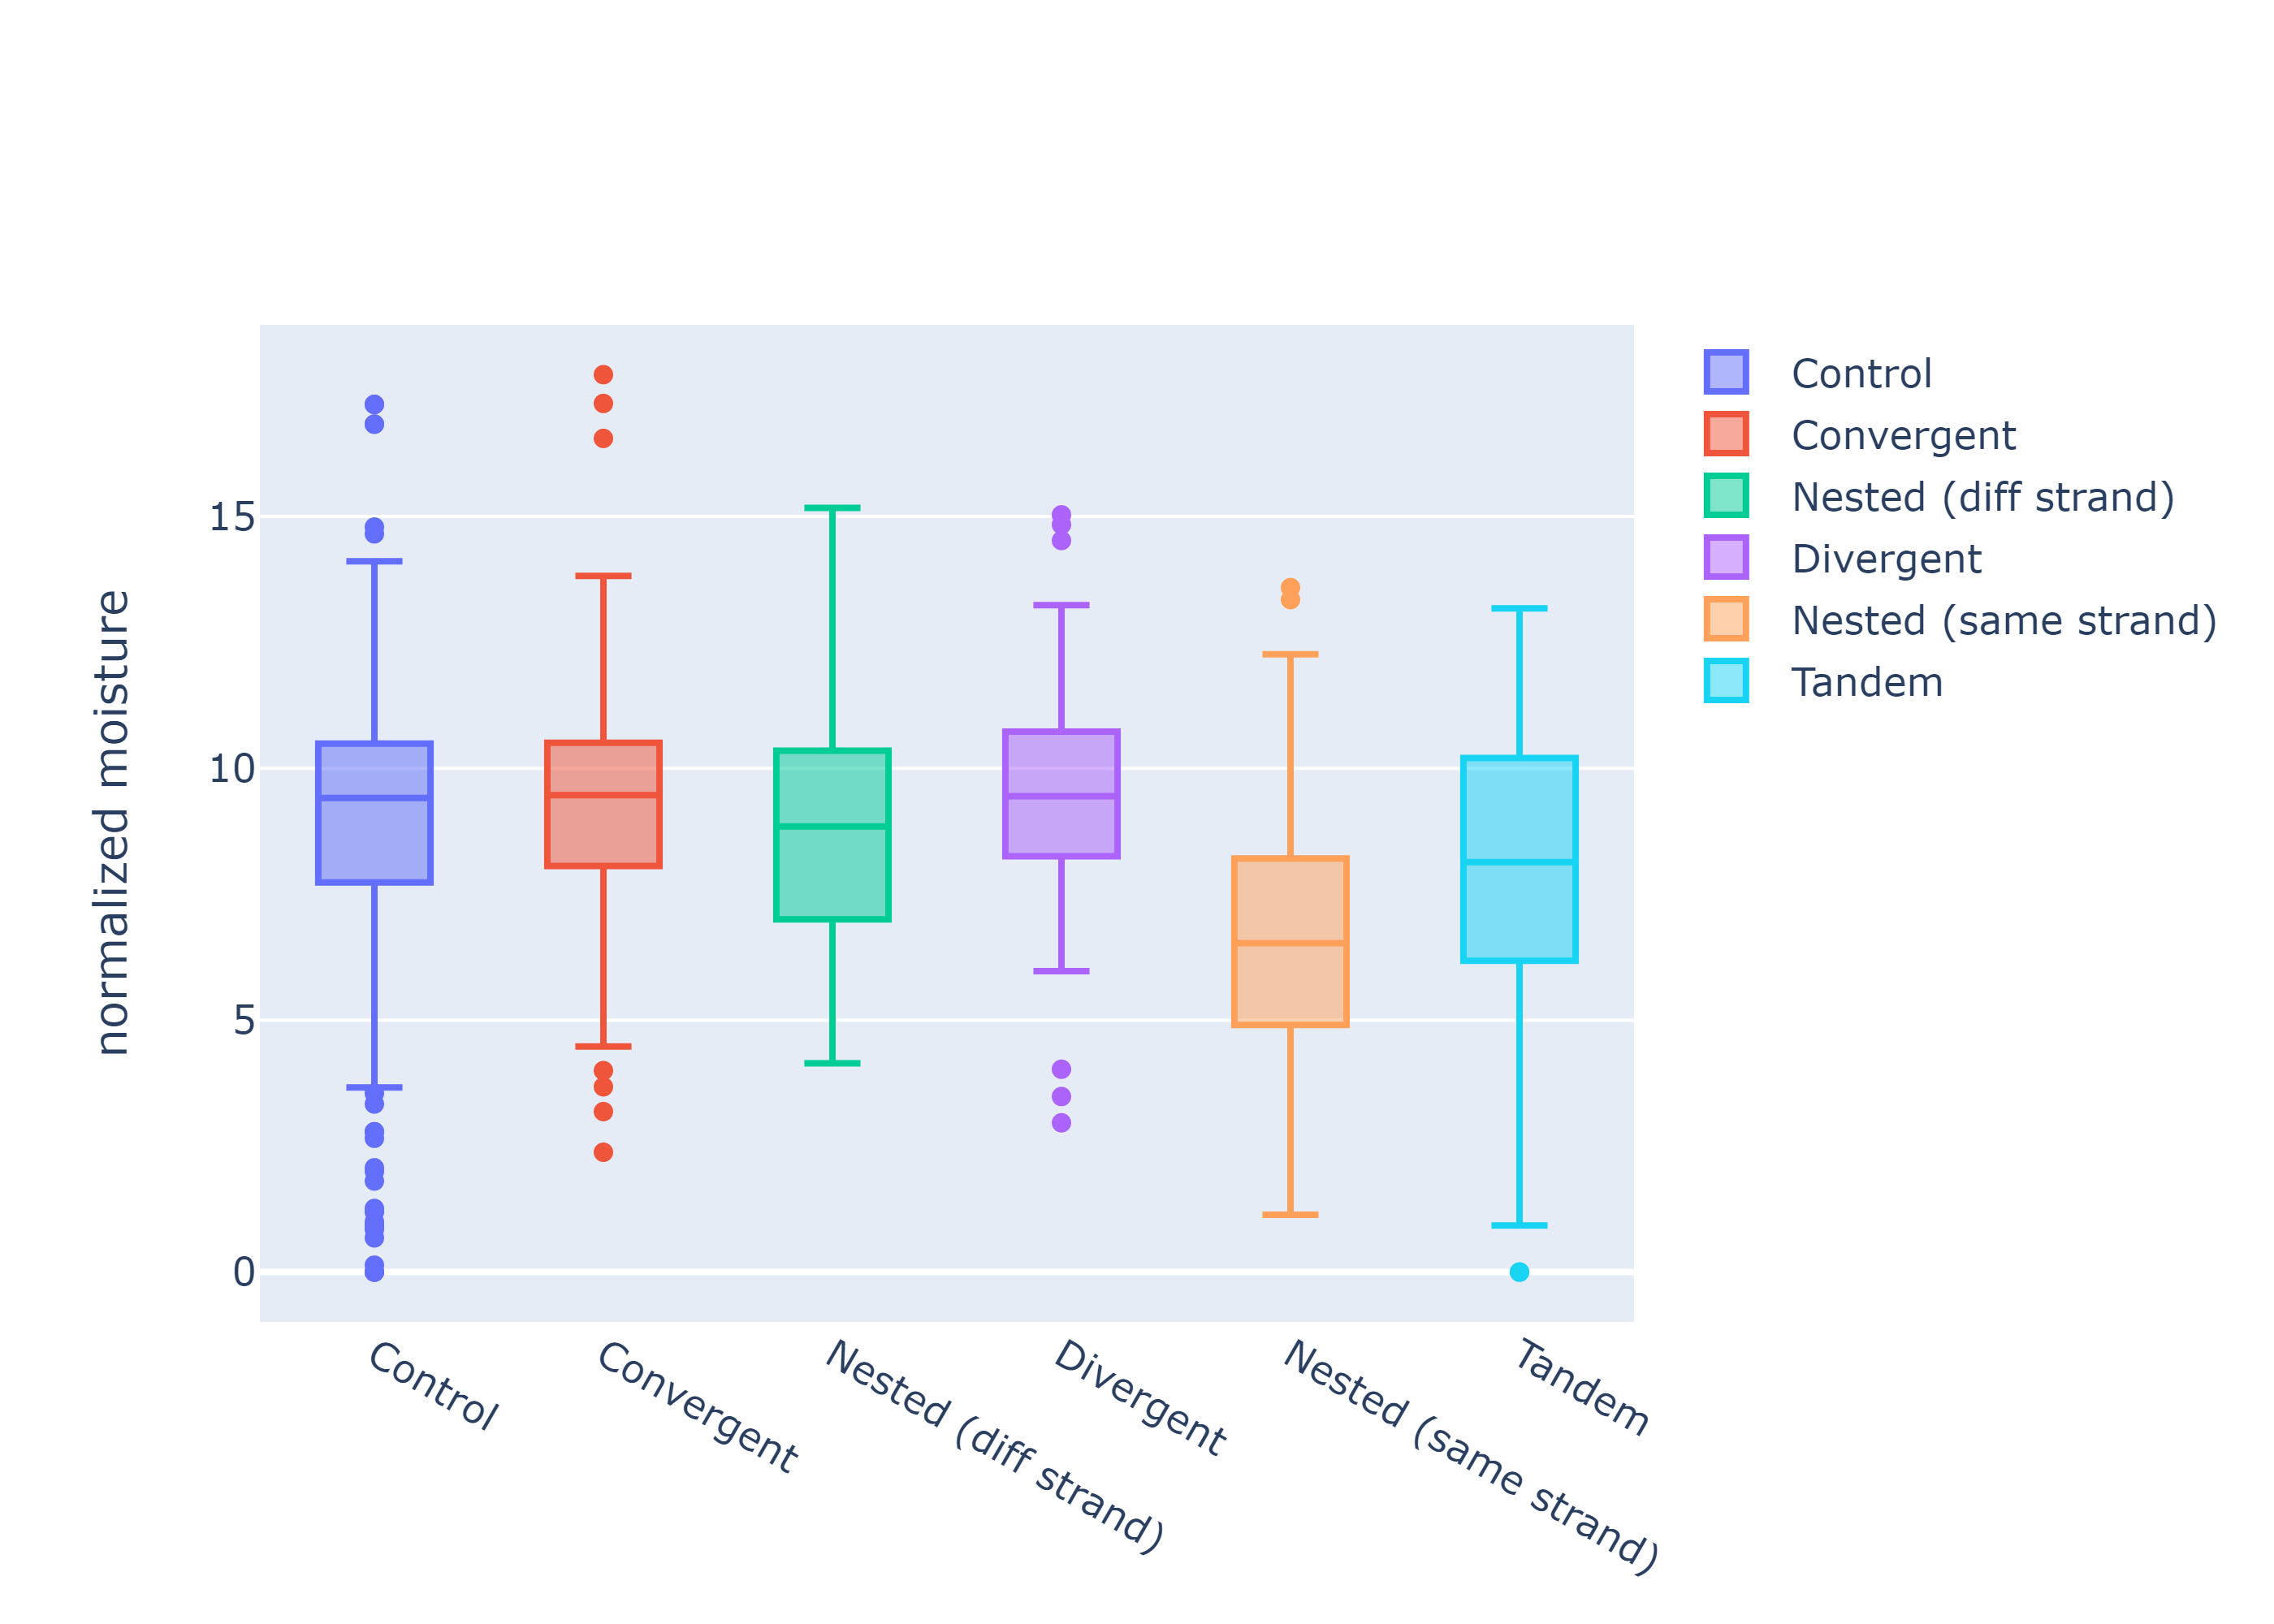 normalized moisture
15
10
5
0
Control
Convergent
Nested (diff strand)
Divergent
Nested (same strand)
Tandem
Control
Convergent
Nested (diff strand)
Divergent
Nested (same strand)
Tandem